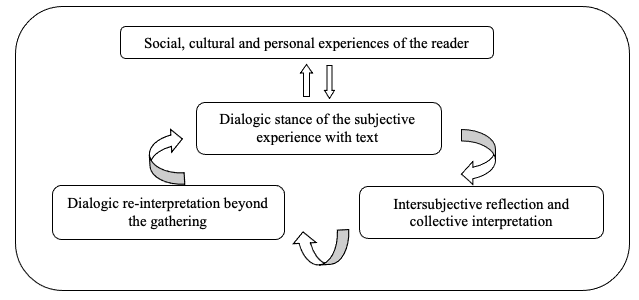 Social, cultural and personal experiences of the reader
Dialogic stance of the subjective
experience with text
Dialogic re-interpretation beyond
the gathering
Intersubjective reflection and
collective interpretation